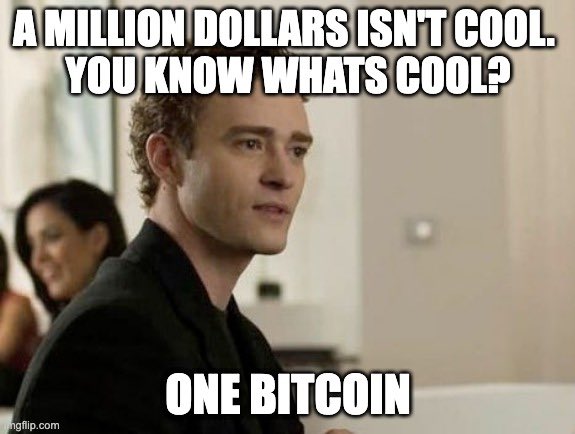 A MILLION DOLLARS ISN'T COOL.
YOU KNOW WHATS COOL?
ONE BITCOIN
imgflip.com